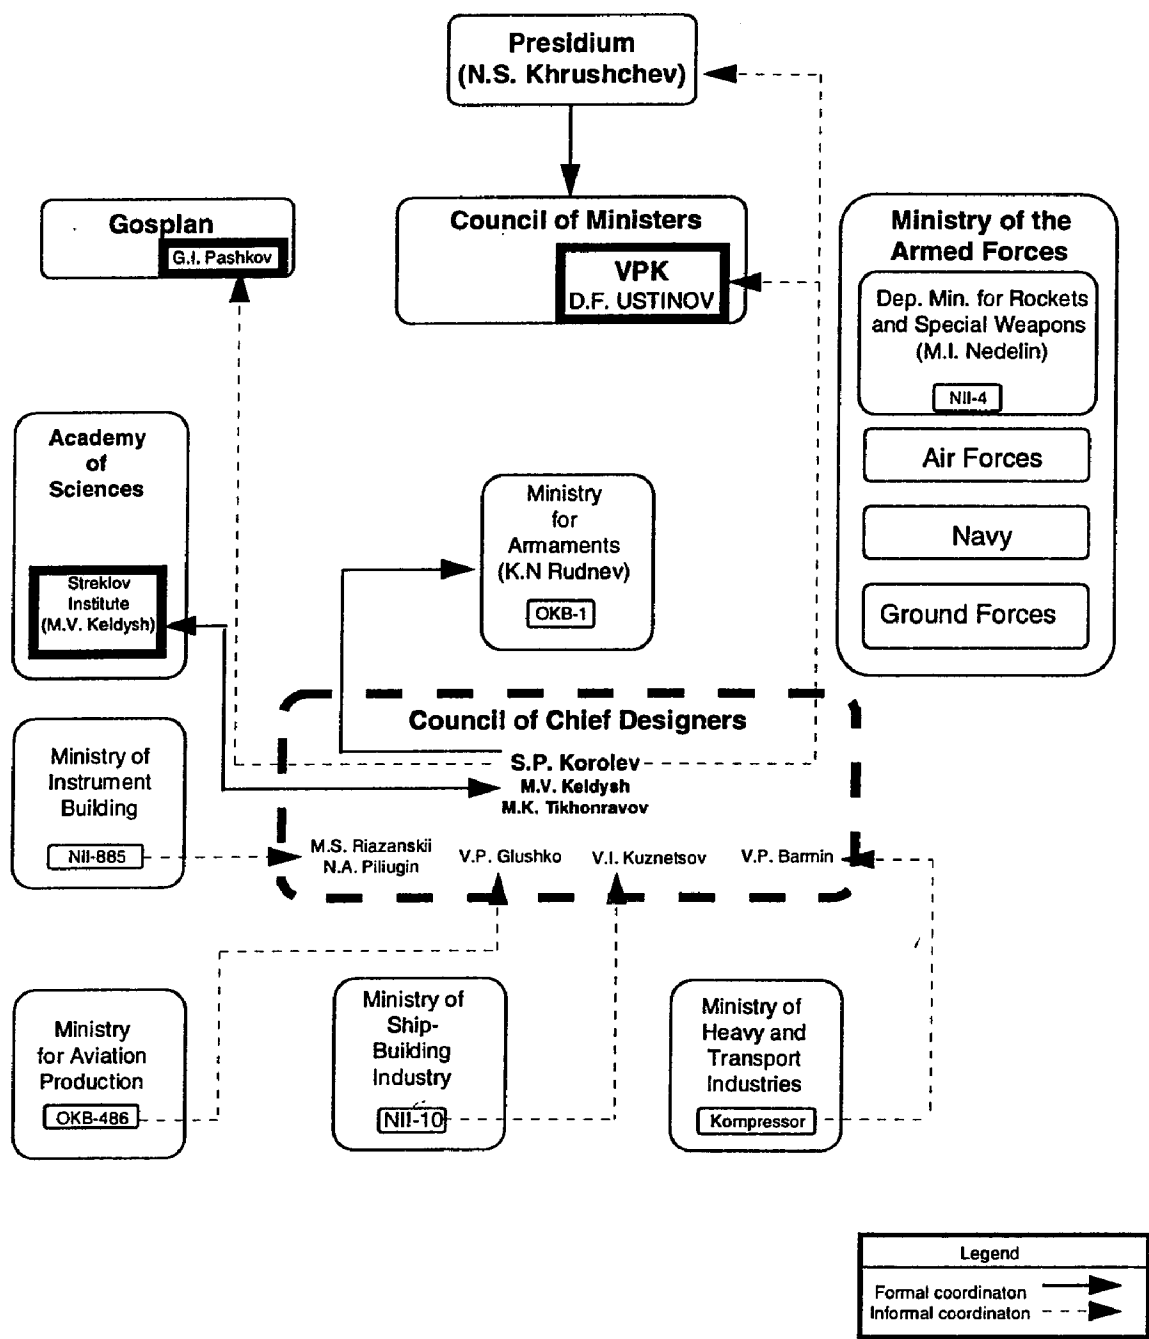 Presidium
(N.S. Khrushchev)
Gosplan
G.I. Pashkov
Council of Ministers
VPK
D.F. USTINOV
Ministry of the
Armed Forces
Dep. Min. for Rockets
and Special Weapons
(M.I. Nedelin)
NII-4
Air Forces
Navy
Ground Forces
Academy
of
Sciences
Streklov
Institute
(M.V. Keldysh)
Ministry
for
Armaments
(K.N Rudnev)
OKB-1
Council of Chief Designers
S.P. Korolev
M.V. Keldysh
M.K. Tikhonravov
M.S. Riazanskii
N.A. Piliugin
V.P. Glushko
V.I. Kuznetsov
V.P. Barmin
Ministry of
Instrument
Building
NII-885
Ministry
for Aviation
Production
OKB-486
Ministry of
Ship-
Building
Industry
NII-10
Ministry of
Heavy and
Transport
Industries
Kompressor
Legend
Formal coordinaton
Informal coordinaton